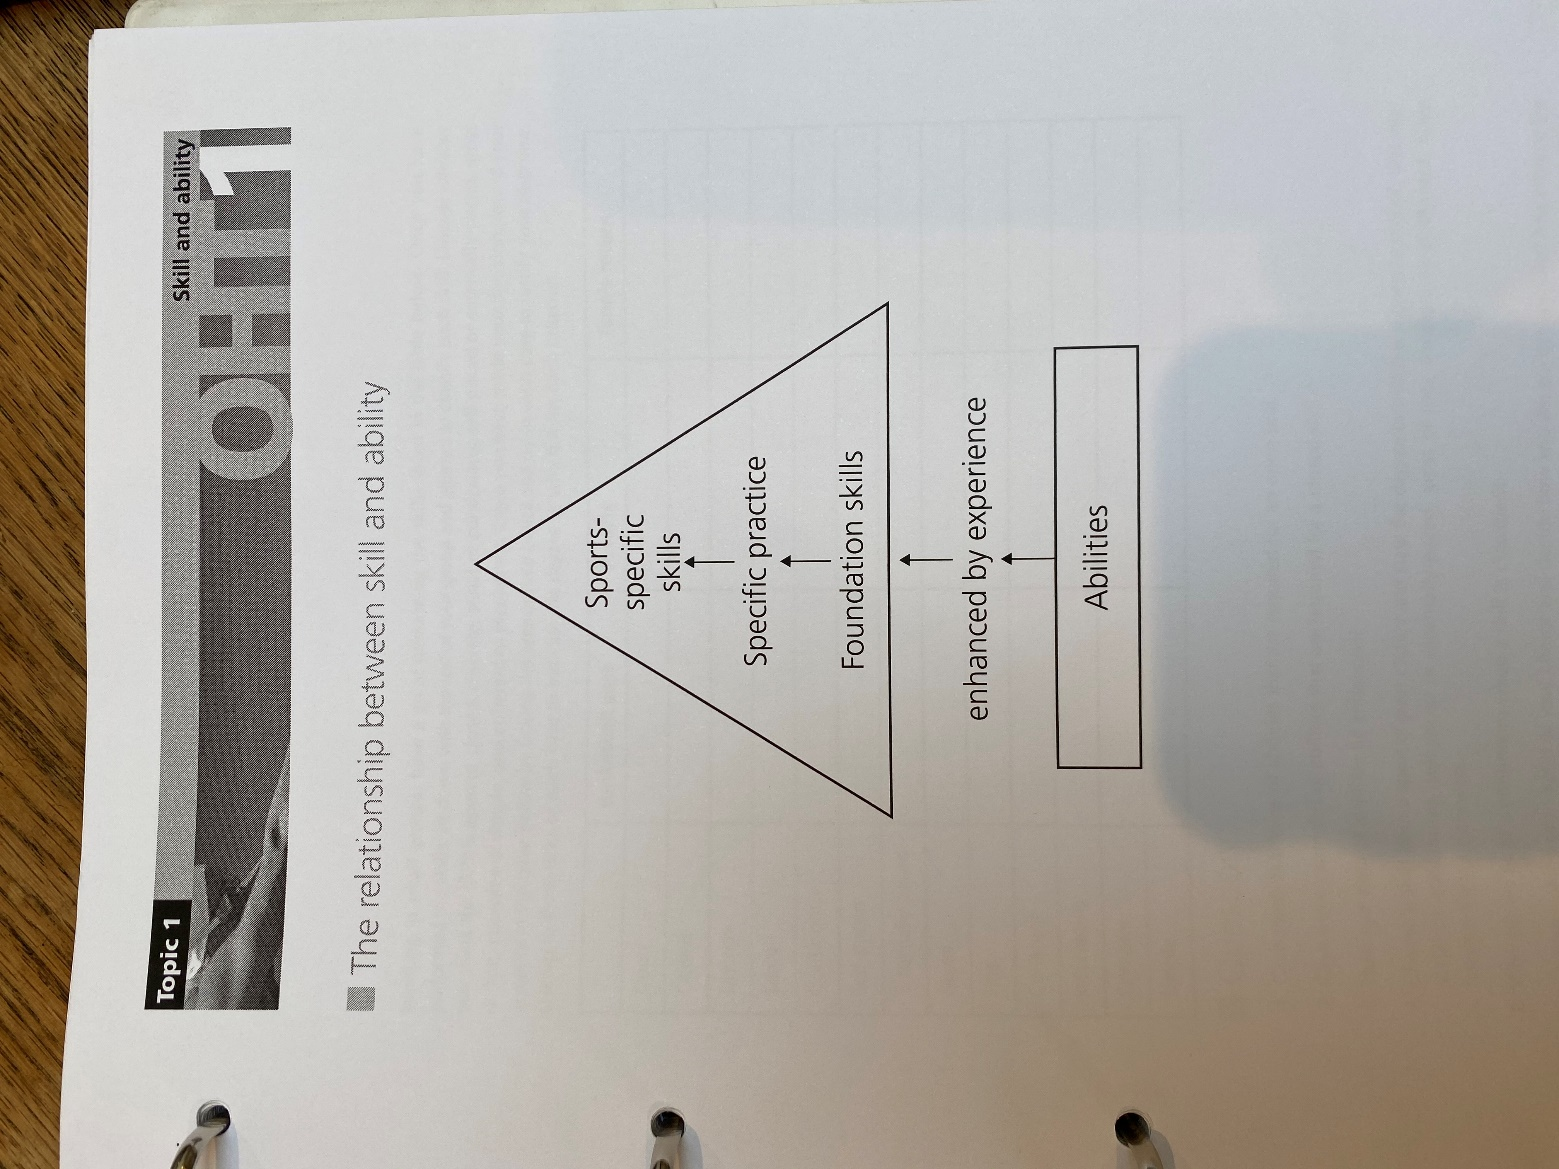 Topic 1
Skill and ability
OHT1
The relationship between skill and ability
Sports-
specific
skills
Specific practice
Foundation skills
enhanced by experience
Abilities